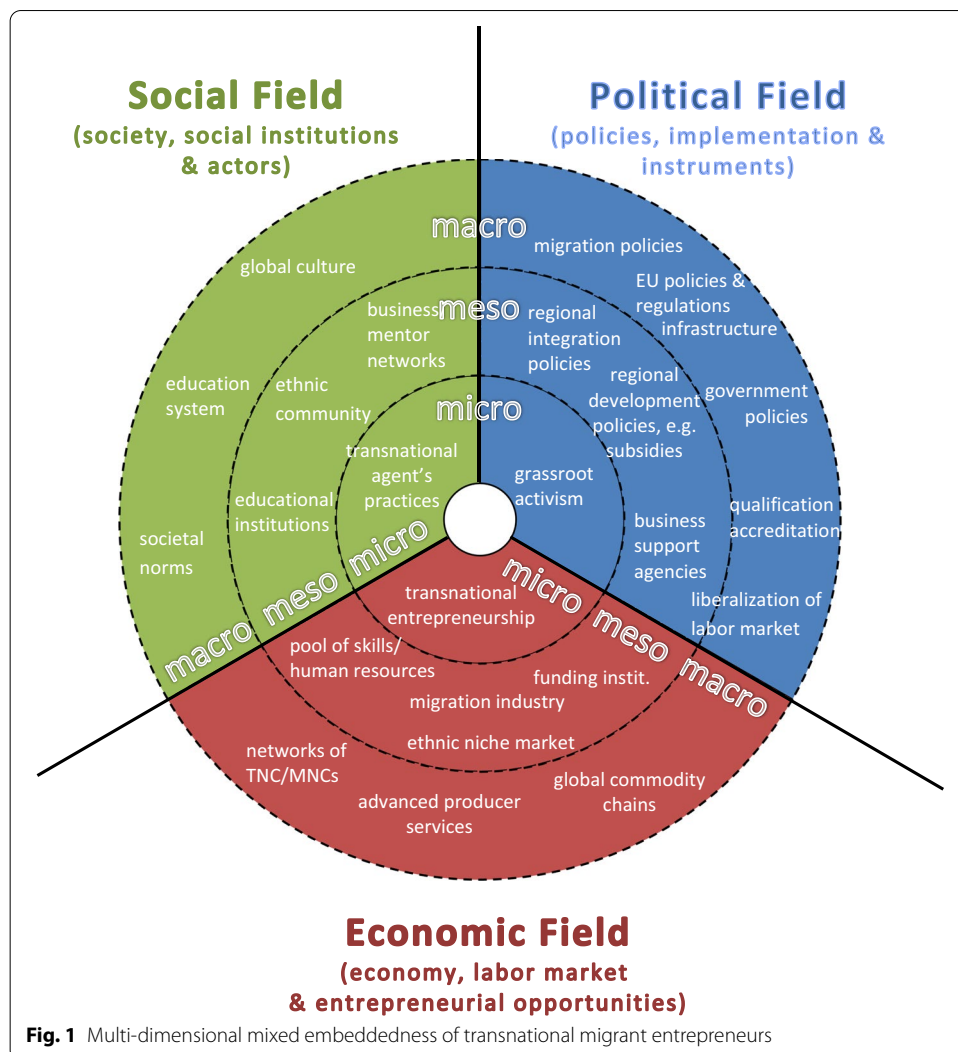 Social Field
(society, social institutions
& actors)
Political Field
(policies, implementation &
instruments)
macro
meso
micro
global culture
business
mentor
networks
education
system
ethnic
community
transnational
agent's
practices
educational
institutions
societal
norms
macro meso micro
migration policies
EU policies &
regulations
infrastructure
regional
integration
policies
regional
development
policies, e.g.
subsidies
government
policies
grassroot
activism
qualification
accreditation
business
support
agencies
liberalization of
labor market
micro meso macro
transnational
entrepreneurship
pool of skills/
human resources
funding instit.
migration industry
ethnic niche market
networks of
TNC/MNCs
global commodity
chains
advanced producer
services
Economic Field
(economy, labor market
& entrepreneurial opportunities)
Fig. 1 Multi-dimensional mixed embeddedness of transnational migrant entrepreneurs